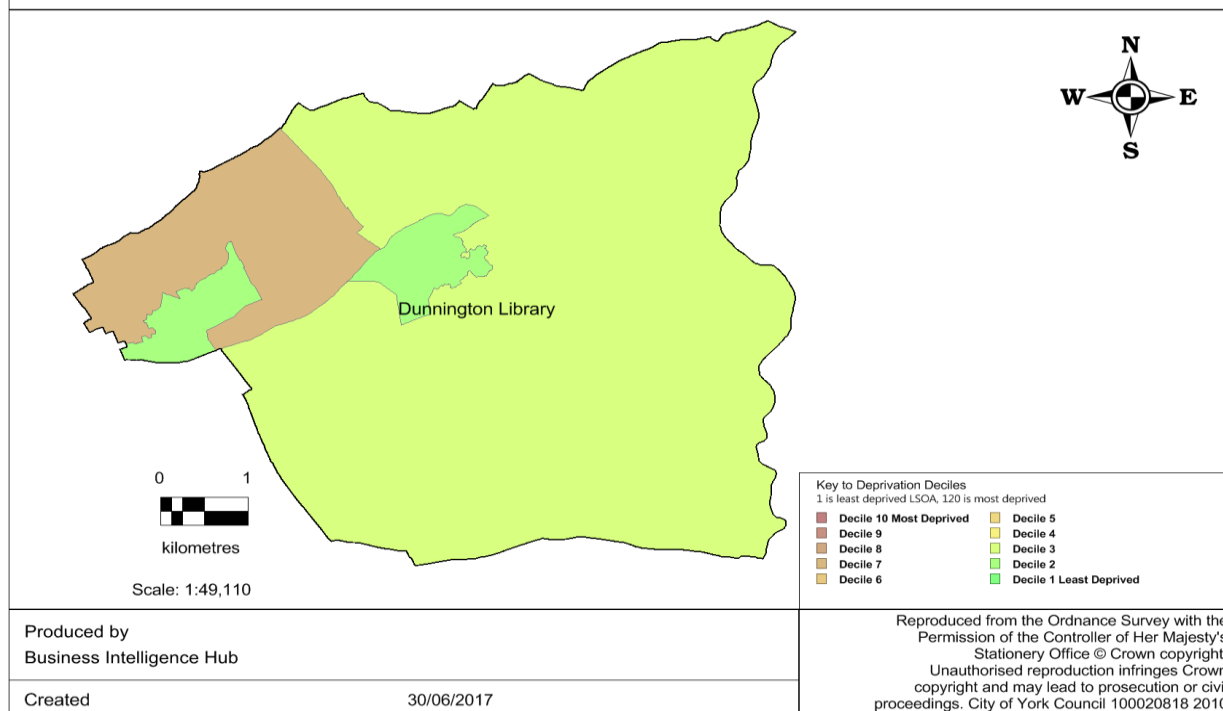 N
W E
S
Dunnington Library
0 1
kilometres
Scale: 1:49,110
Key to Deprivation Deciles
1 is least deprived LSOA, 120 is most deprived
Decile 10 Most Deprived
Decile 9
Decile 8
Decile 7
Decile 6
Decile 5
Decile 4
Decile 3
Decile 2
Decile 1 Least Deprived
Produced by
Business Intelligence Hub
Created 30/06/2017
Reproduced from the Ordnance Survey with the
Permission of the Controller of Her Majesty's
Stationery Office © Crown copyright
Unauthorised reproduction infringes Crown
copyright and may lead to prosecution or civi
proceedings. City of York Council 100020818 2010